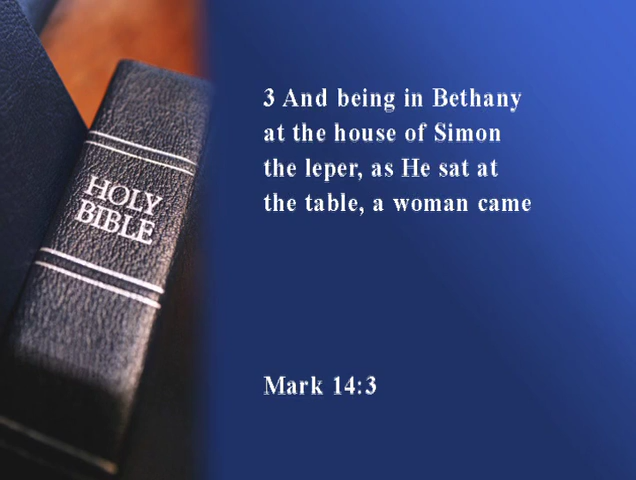 HOLY
BIBLE
3 And being in Bethany
at the house of Simon
the leper, as He sat at
the table, a woman came
Mark 14:3